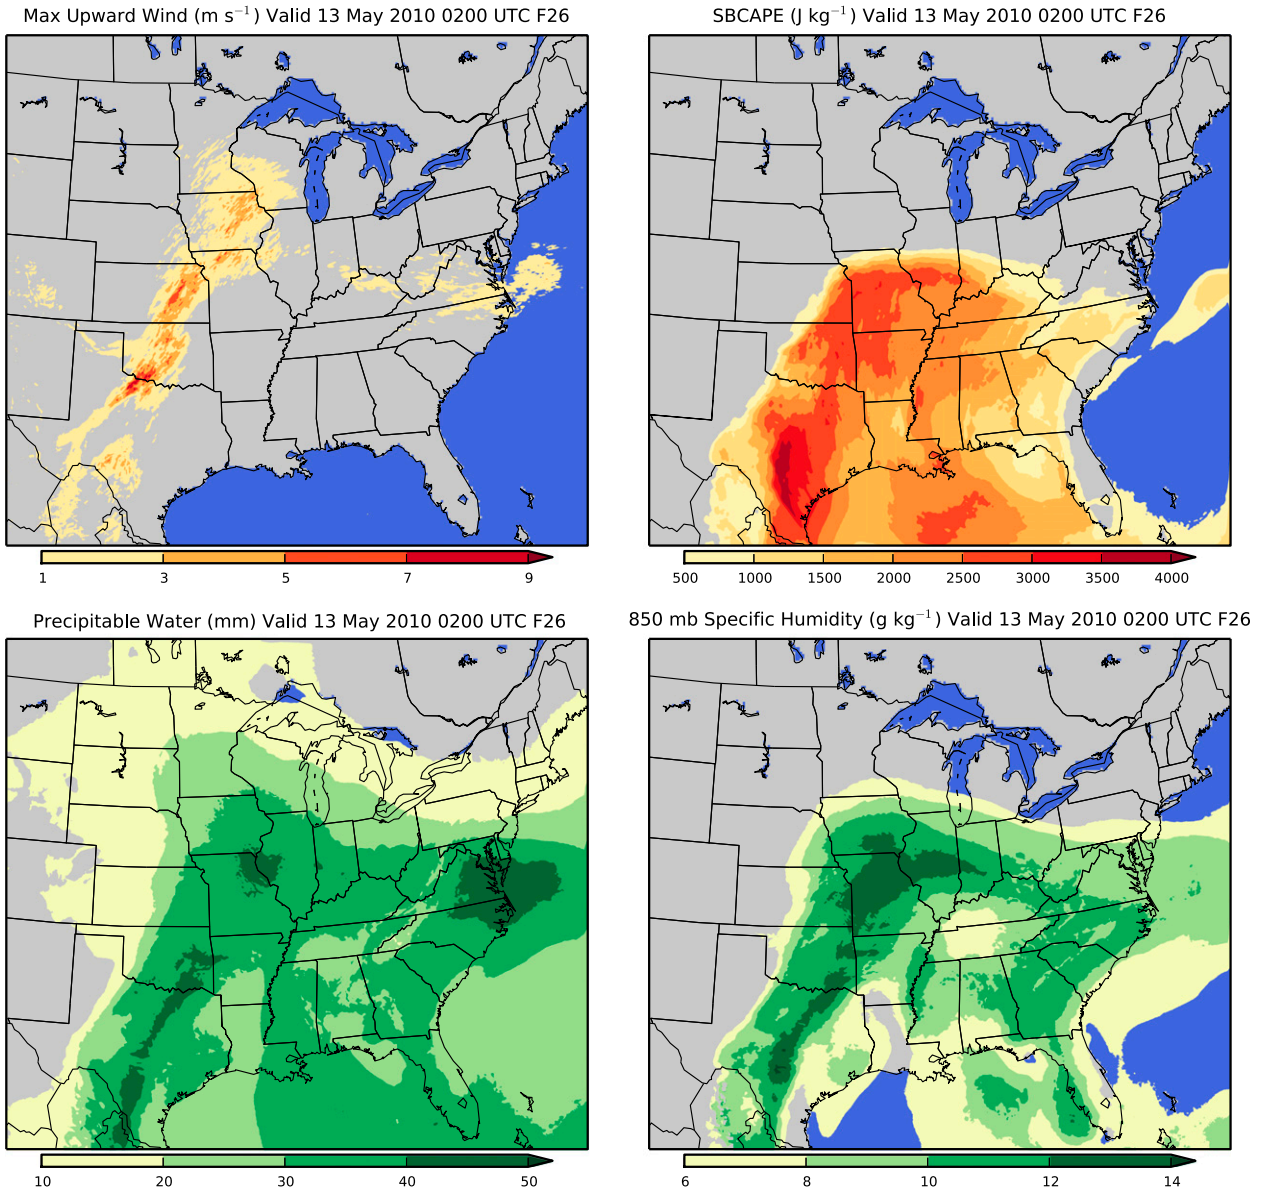 Max Upward Wind (m s⁻¹) Valid 13 May 2010 0200 UTC F26
SBCAPE (J kg⁻¹) Valid 13 May 2010 0200 UTC F26
1 3 5 7 9
500 1000 1500 2000 2500 3000 3500 4000
Precipitable Water (mm) Valid 13 May 2010 0200 UTC F26
850 mb Specific Humidity (g kg⁻¹) Valid 13 May 2010 0200 UTC F26
10 20 30 40 50
6 8 10 12 14